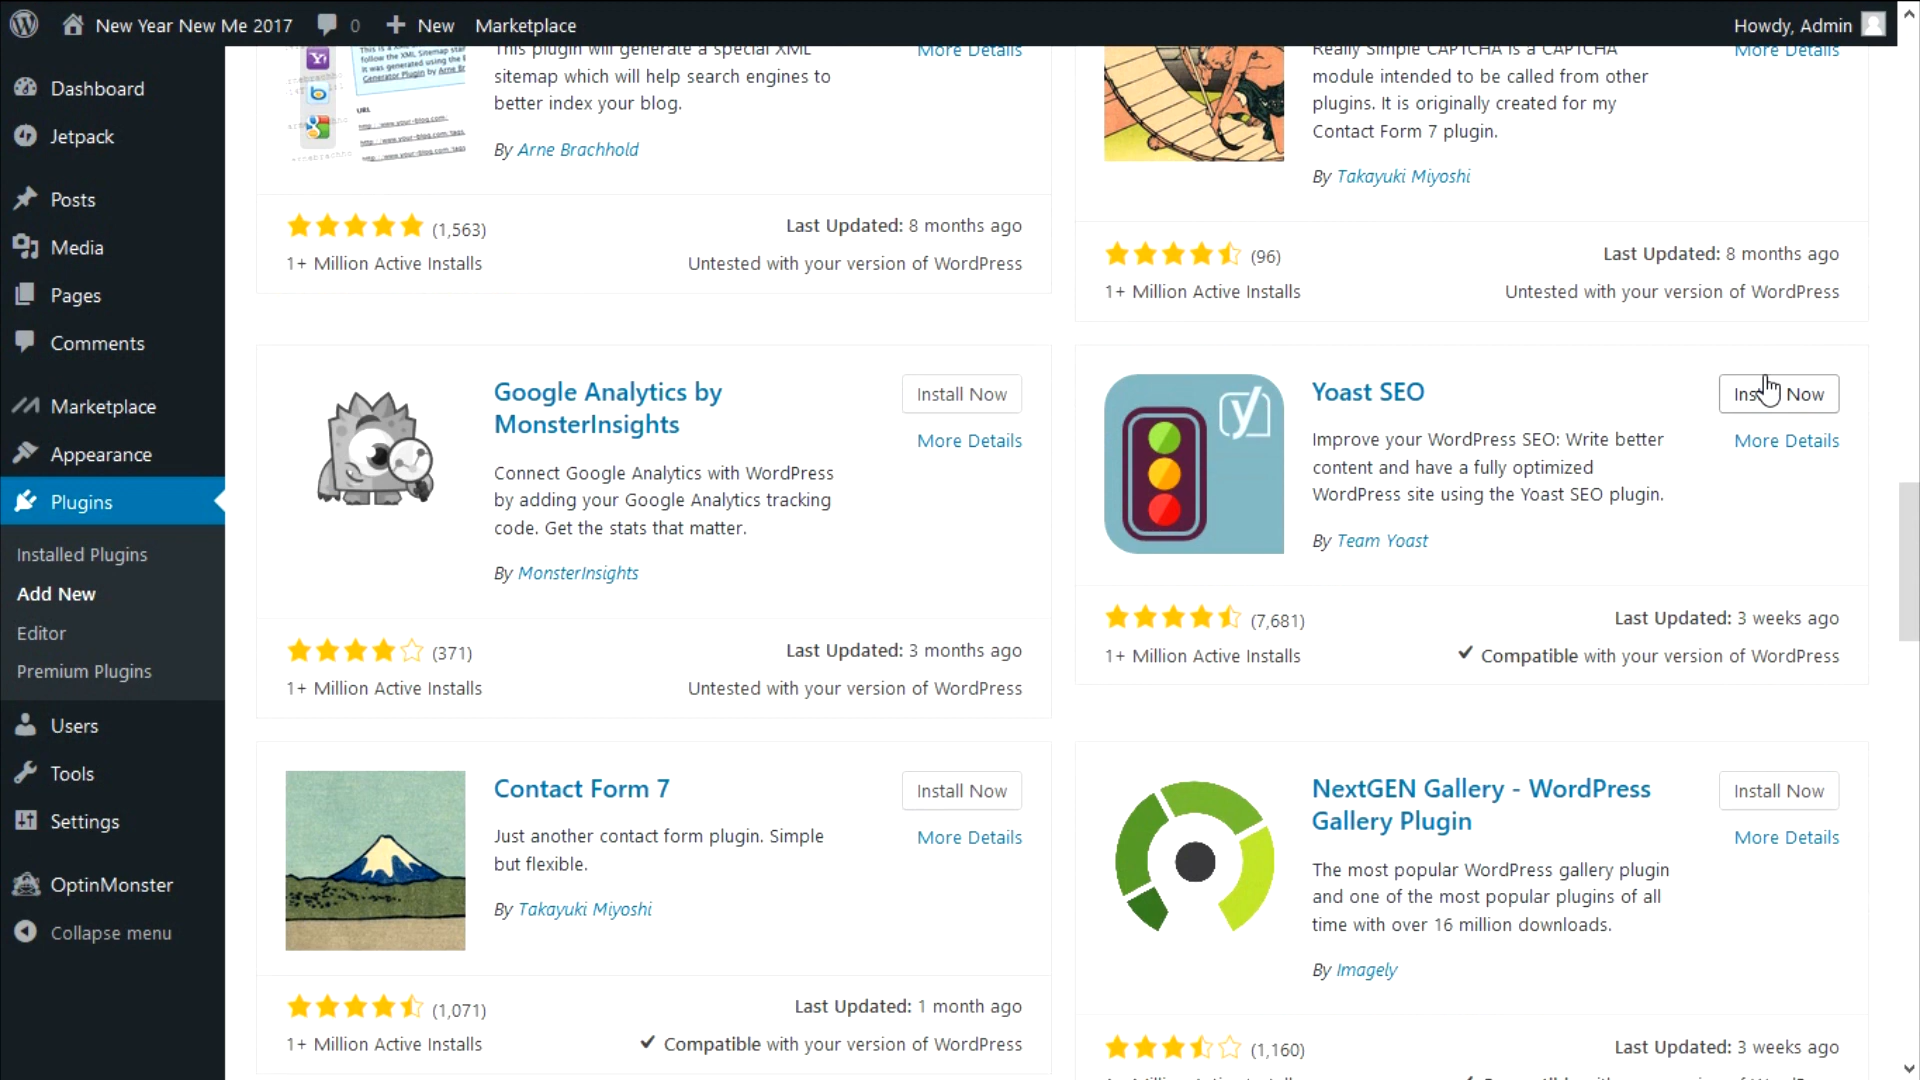 New Year New Me 2017
0
New
Marketplace
Howdy, Admin
Dashboard
Jetpack
Posts
Media
Pages
Comments
Marketplace
Appearance
Plugins
Installed Plugins
Add New
Editor
Premium Plugins
Users
Tools
Settings
OptinMonster
Collapse menu
This plugin will generate a special XML
sitemap which will help search engines to
better index your blog.
By Arne Brachhold
More Details
(1,563)
1+ Million Active Installs
Last Updated: 8 months ago
Untested with your version of WordPress
Really Simple CAPTCHA is a CAPTCHA
module intended to be called from other
plugins. It is originally created for my
Contact Form 7 plugin.
By Takayuki Miyoshi
More Details
(96)
1+ Million Active Installs
Last Updated: 8 months ago
Untested with your version of WordPress
Google Analytics by
MonsterInsights
Install Now
More Details
Connect Google Analytics with WordPress
by adding your Google Analytics tracking
code. Get the stats that matter.
By MonsterInsights
(371)
1+ Million Active Installs
Last Updated: 3 months ago
Untested with your version of WordPress
Yoast SEO
Now
More Details
Improve your WordPress SEO: Write better
content and have a fully optimized
WordPress site using the Yoast SEO plugin.
By Team Yoast
(7,681)
1+ Million Active Installs
Last Updated: 3 weeks ago
Compatible with your version of WordPress
Contact Form 7
Install Now
More Details
Just another contact form plugin. Simple
but flexible.
By Takayuki Miyoshi
(1,071)
1+ Million Active Installs
Last Updated: 1 month ago
Compatible with your version of WordPress
NextGEN Gallery - WordPress
Gallery Plugin
Install Now
More Details
The most popular WordPress gallery plugin
and one of the most popular plugins of all
time with over 16 million downloads.
By Imagely
(1,160)
Last Updated: 3 weeks ago